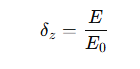 δ_z = E / E_0